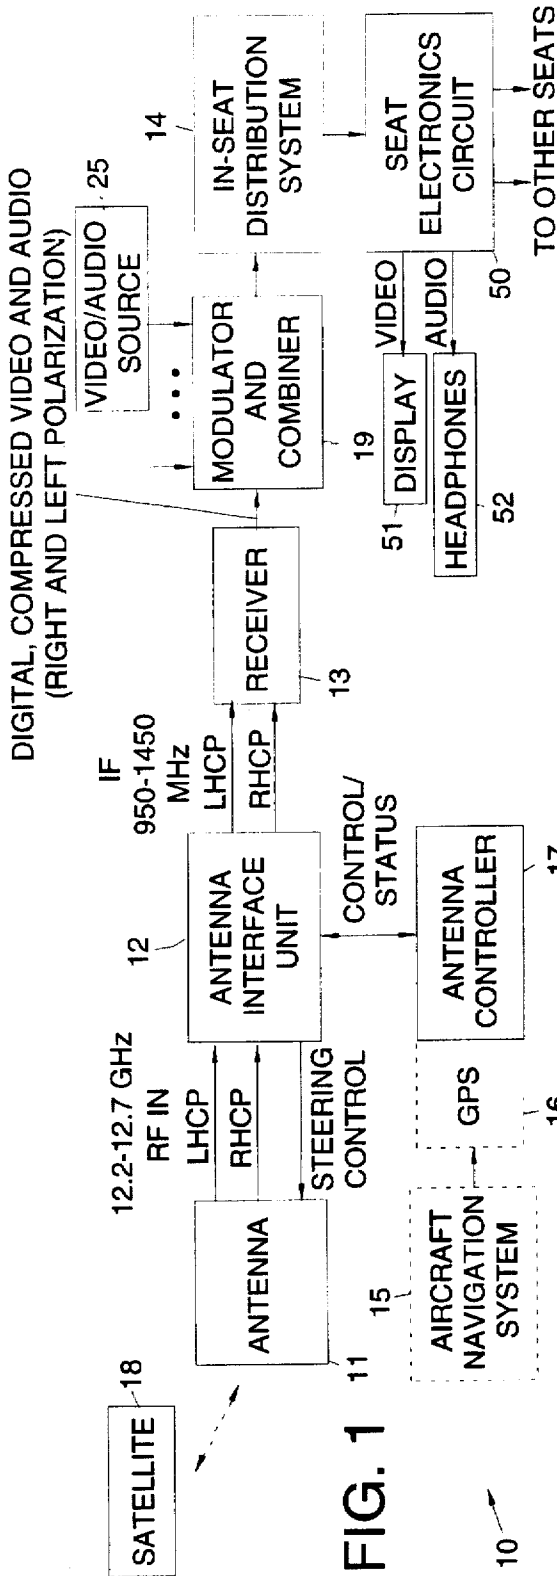 DIGITAL, COMPRESSED VIDEO AND AUDIO
(RIGHT AND LEFT POLARIZATION)
SATELLITE
18
12.2-12.7 GHz
RF IN
LHCP
RHCP
ANTENNA
11
STEERING
CONTROL
12
ANTENNA
INTERFACE
UNIT
IF
950-1450
MHz
LHCP
RHCP
RECEIVER
13
VIDEO/AUDIO
SOURCE
25
MODULATOR
AND
COMBINER
19
14
IN-SEAT
DISTRIBUTION
SYSTEM
CONTROL/
STATUS
15
AIRCRAFT
NAVIGATION
SYSTEM
GPS
16
ANTENNA
CONTROLLER
17
VIDEO
AUDIO
DISPLAY
51
HEADPHONES
52
SEAT
ELECTRONICS
CIRCUIT
50
TO OTHER SEATS
FIG. 1
10